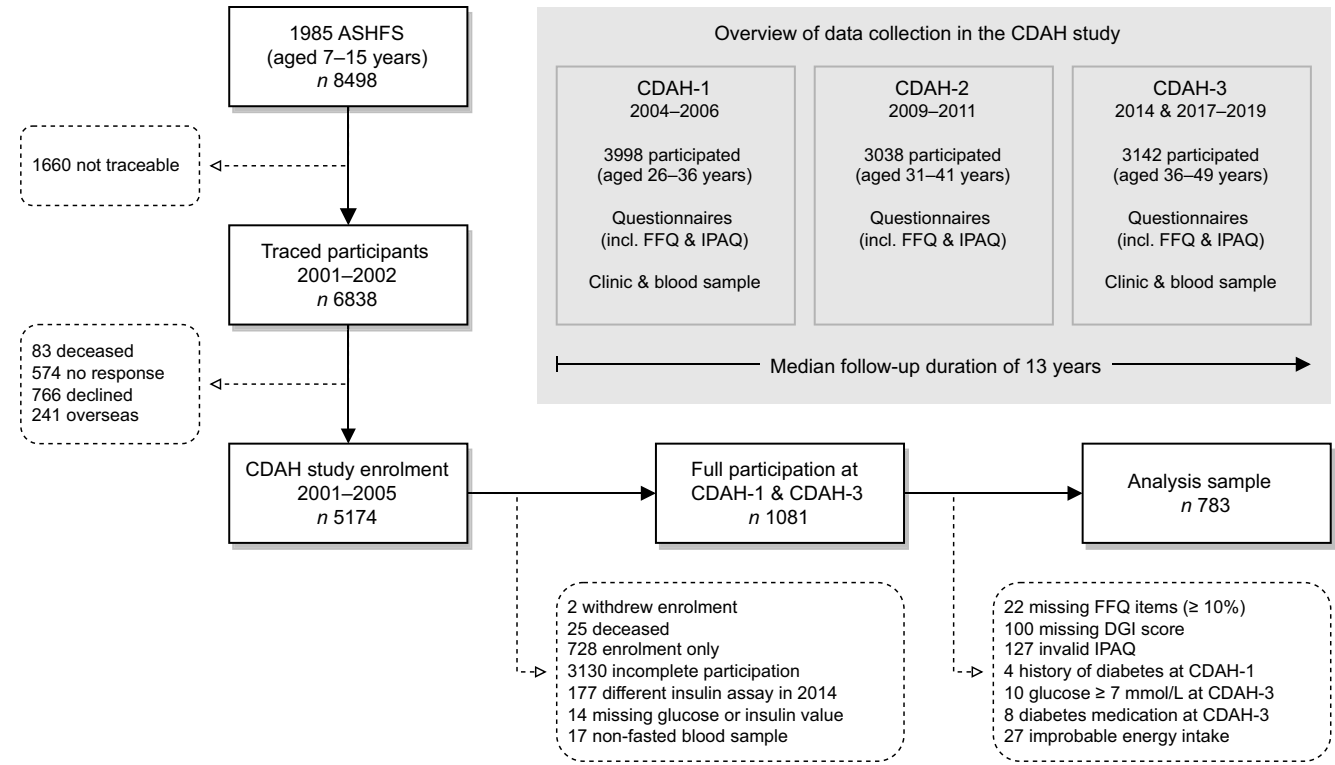 1985 ASHFS
(aged 7–15 years)
n 8498
1660 not traceable
Traced participants
2001–2002
n 6838
83 deceased
574 no response
766 declined
241 overseas
CDAH study enrolment
2001–2005
n 5174
Overview of data collection in the CDAH study
CDAH-1
2004–2006
3998 participated
(aged 26–36 years)
Questionnaires
(incl. FFQ & IPAQ)
Clinic & blood sample
CDAH-2
2009–2011
3038 participated
(aged 31–41 years)
Questionnaires
(incl. FFQ & IPAQ)
CDAH-3
2014 & 2017–2019
3142 participated
(aged 36–49 years)
Questionnaires
(incl. FFQ & IPAQ)
Clinic & blood sample
Median follow-up duration of 13 years
Full participation at
CDAH-1 & CDAH-3
n 1081
Analysis sample
n 783
2 withdrew enrolment
25 deceased
728 enrolment only
3130 incomplete participation
177 different insulin assay in 2014
14 missing glucose or insulin value
17 non-fasted blood sample
22 missing FFQ items (≥ 10%)
100 missing DGI score
127 invalid IPAQ
4 history of diabetes at CDAH-1
10 glucose ≥ 7 mmol/L at CDAH-3
8 diabetes medication at CDAH-3
27 improbable energy intake